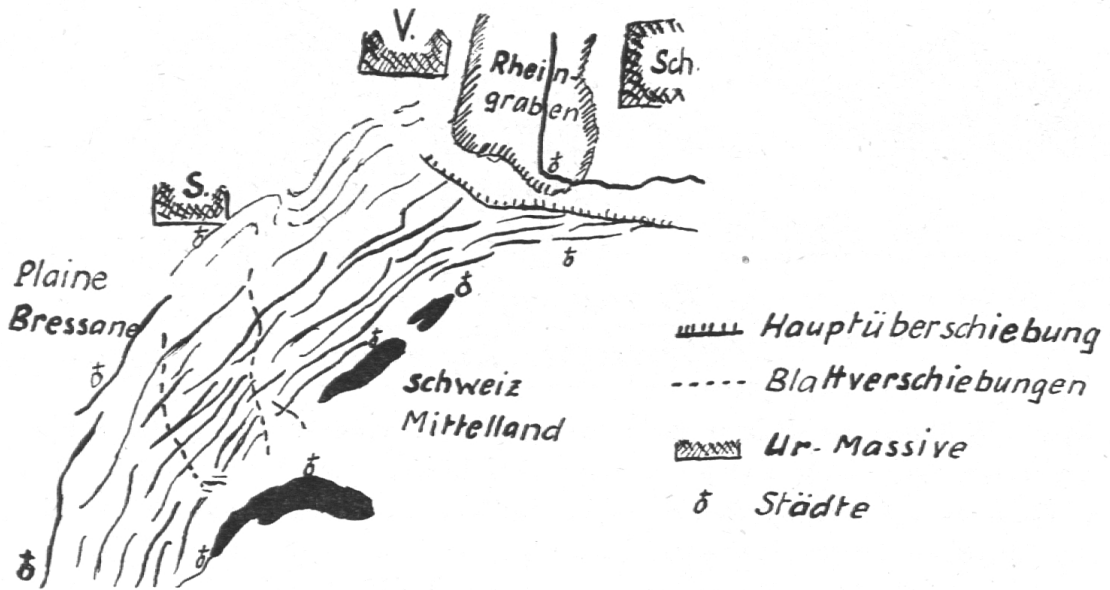 V.
Rhein-
graben
Sch.
S.
Plaine
Bressane
schweiz
Mittelland
Hauptüberschiebung
Blattverschiebungen
Ur-Massive
Städte